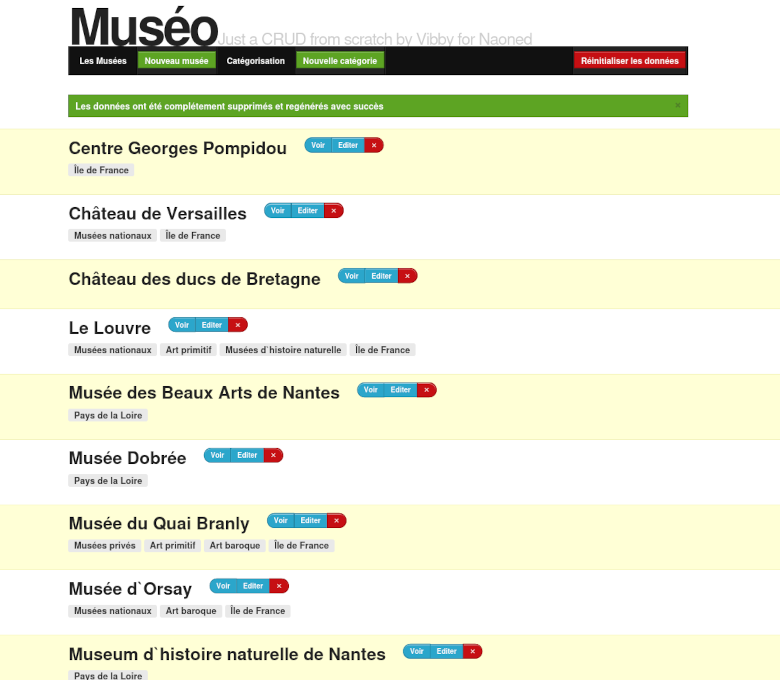 Muséo Just a CRUD from scratch by Vibby for Naoned
Les Musées Nouveau musée Catégorisation Nouvelle catégorie Réinitialiser les données
Les données ont été complétement supprimés et regénérés avec succès ×
Centre Georges Pompidou Voir Editer ×
Île de France
Château de Versailles Voir Editer ×
Musées nationaux Île de France
Château des ducs de Bretagne Voir Editer ×
Le Louvre Voir Editer ×
Musées nationaux Art primitif Musées d`histoire naturelle Île de France
Musée des Beaux Arts de Nantes Voir Editer ×
Pays de la Loire
Musée Dobrée Voir Editer ×
Pays de la Loire
Musée du Quai Branly Voir Editer ×
Musées privés Art primitif Art baroque Île de France
Musée d`Orsay Voir Editer ×
Musées nationaux Art baroque Île de France
Museum d`histoire naturelle de Nantes Voir Editer ×
Pays de la Loire